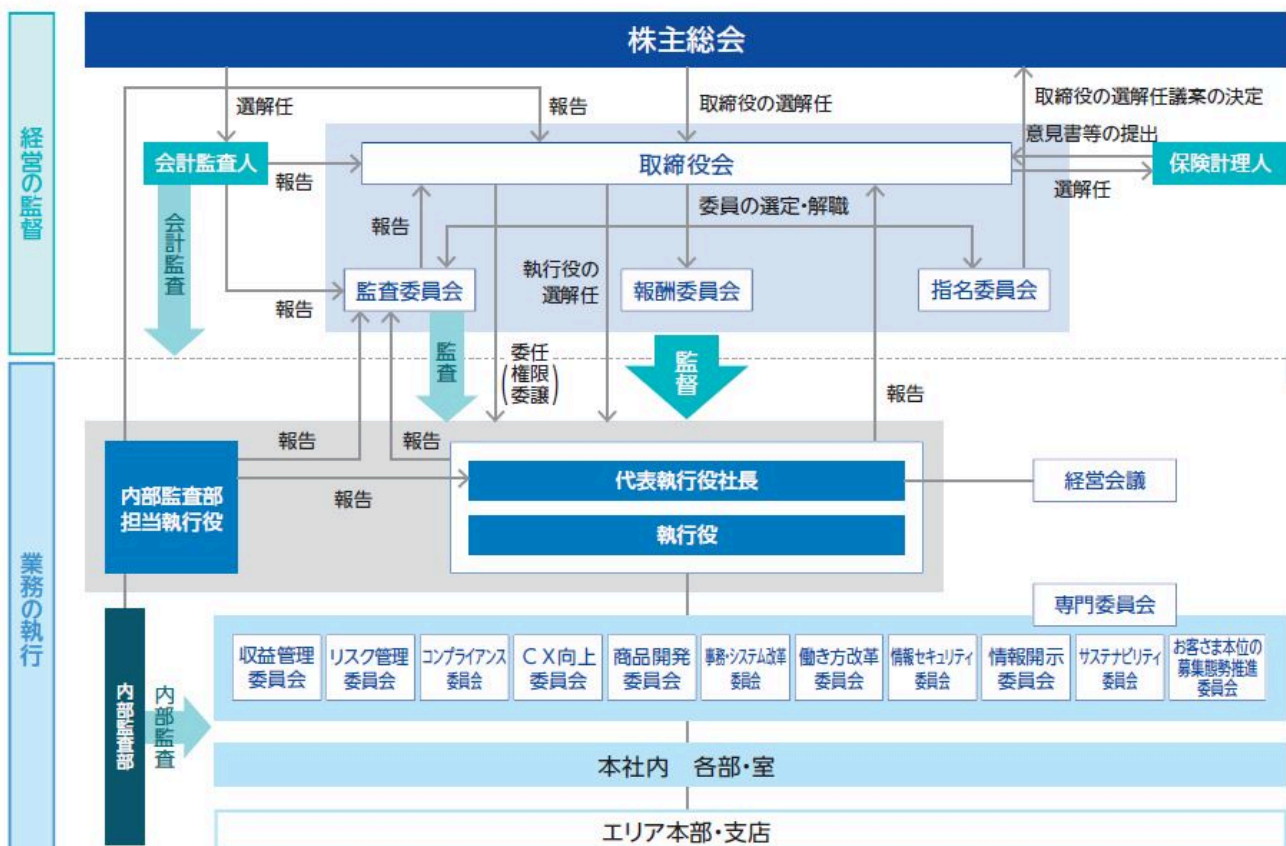 株主総会
選解任
報告
取締役の選解任
取締役の選解任議案の決定
経営の監督
会計監査人
報告
取締役会
意見書等の提出
保険計理人
選解任
会計監査
報告
委員の選定・解職
執行役の
選解任
監査委員会
報酬委員会
指名委員会
報告
監査
委任
(権限
委譲)
監督
報告
業務の執行
報告
報告
報告
内部監査部
担当執行役
代表執行役社長
執行役
経営会議
専門委員会
収益管理
委員会
リスク管理
委員会
コンプライアンス
委員会
CX向上
委員会
商品開発
委員会
事務・システム改革
委員会
働き方改革
委員会
情報セキュリティ
委員会
情報開示
委員会
サステナビリティ
委員会
お客さま本位の
募集態勢推進
委員会
内部監査部
内部監査
本社内 各部・室
エリア本部・支店